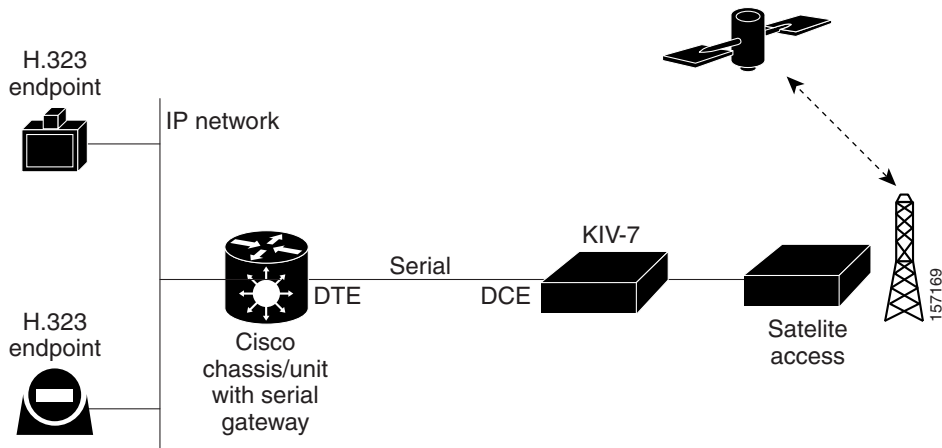 H.323
endpoint
IP network
KIV-7
Serial
DTE
DCE
H.323
endpoint
Cisco
chassis/unit
with serial
gateway
Satelite
access
157169